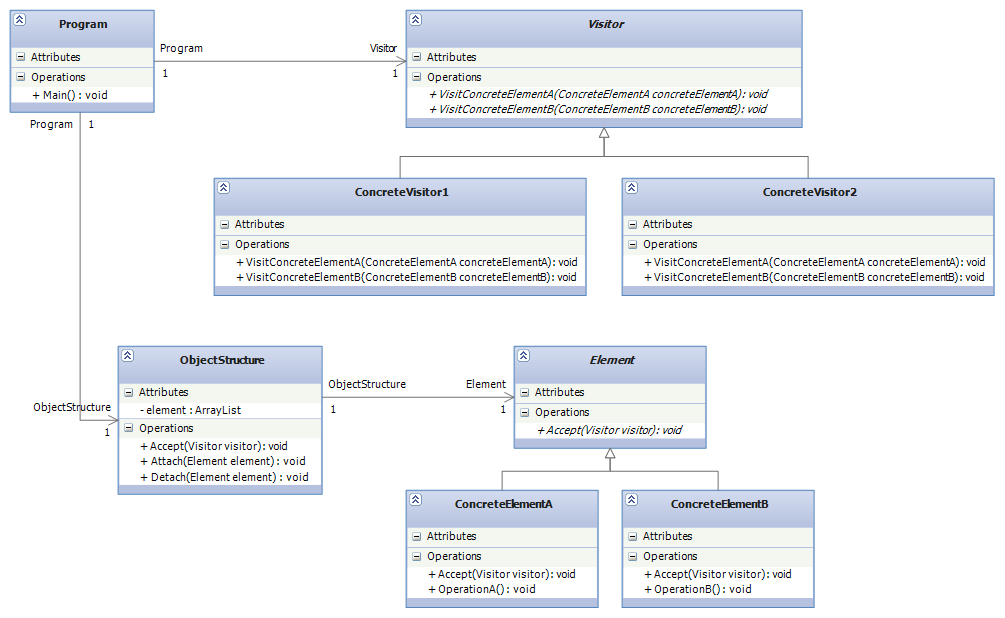 Program
Attributes
Operations
+ Main() : void
Program
1
Visitor
1
Visitor
Attributes
Operations
+ VisitConcreteElementA(ConcreteElementA concreteElementA) : void
+ VisitConcreteElementB(ConcreteElementB concreteElementB) : void
Program
1
ConcreteVisitor1
Attributes
Operations
+ VisitConcreteElementA(ConcreteElementA concreteElementA) : void
+ VisitConcreteElementB(ConcreteElementB concreteElementB) : void
ConcreteVisitor2
Attributes
Operations
+ VisitConcreteElementA(ConcreteElementA concreteElementA) : void
+ VisitConcreteElementB(ConcreteElementB concreteElementB) : void
ObjectStructure
1
ObjectStructure
Attributes
- element : ArrayList
Operations
+ Accept(Visitor visitor) : void
+ Attach(Element element) : void
+ Detach(Element element) : void
ObjectStructure
1
Element
1
Element
Attributes
Operations
+ Accept(Visitor visitor) : void
ConcreteElementA
Attributes
Operations
+ Accept(Visitor visitor) : void
+ OperationA() : void
ConcreteElementB
Attributes
Operations
+ Accept(Visitor visitor) : void
+ OperationB() : void